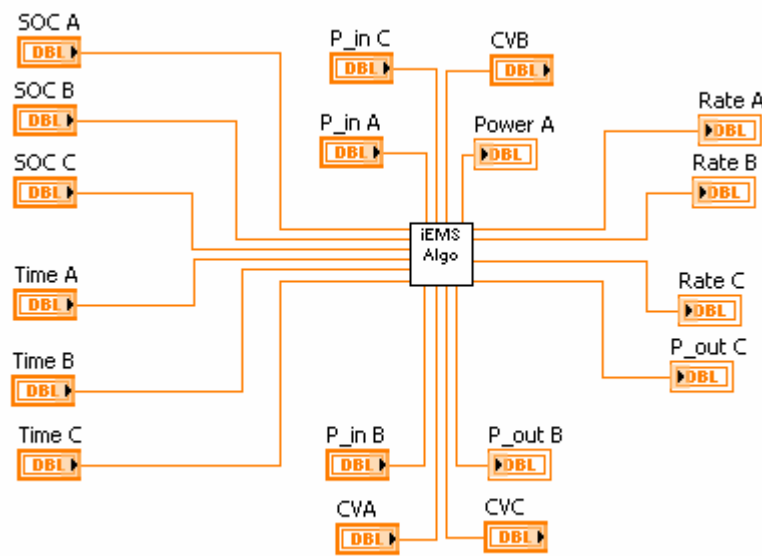 SOC A
DBL
SOC B
DBL
SOC C
DBL
Time A
DBL
Time B
DBL
Time C
DBL
P_in C
DBL
P_in A
DBL
CVB
DBL
Power A
DBL
iEMS
Algo
Rate A
DBL
Rate B
DBL
Rate C
DBL
P_out C
DBL
P_in B
DBL
CVA
DBL
P_out B
DBL
CVC
DBL